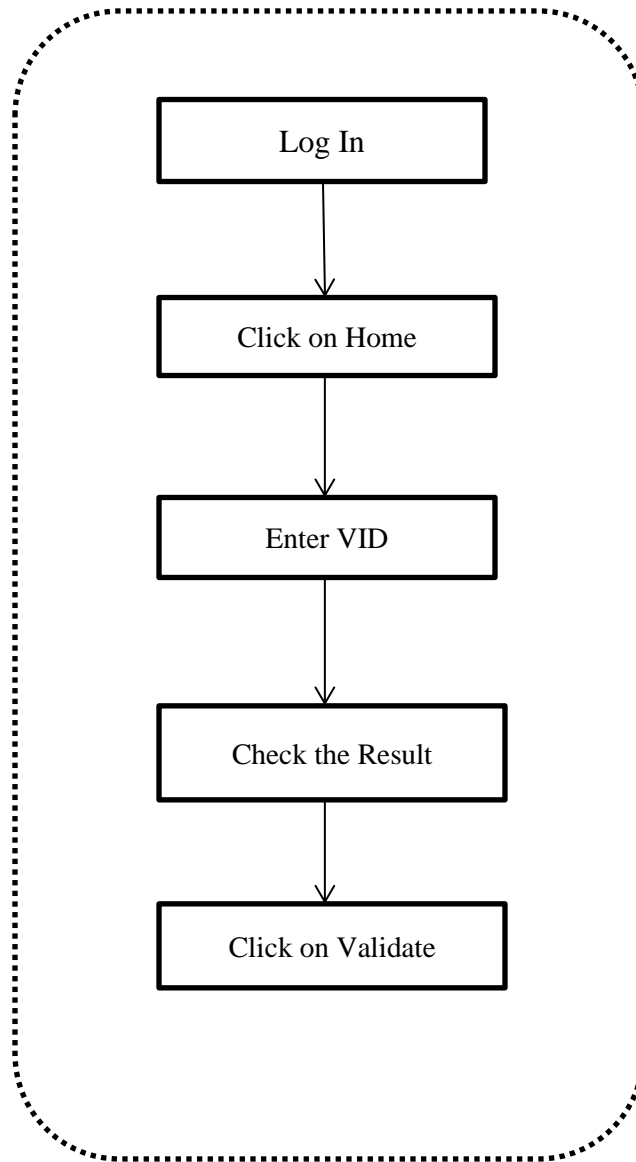 Log In
Click on Home
Enter VID
Check the Result
Click on Validate